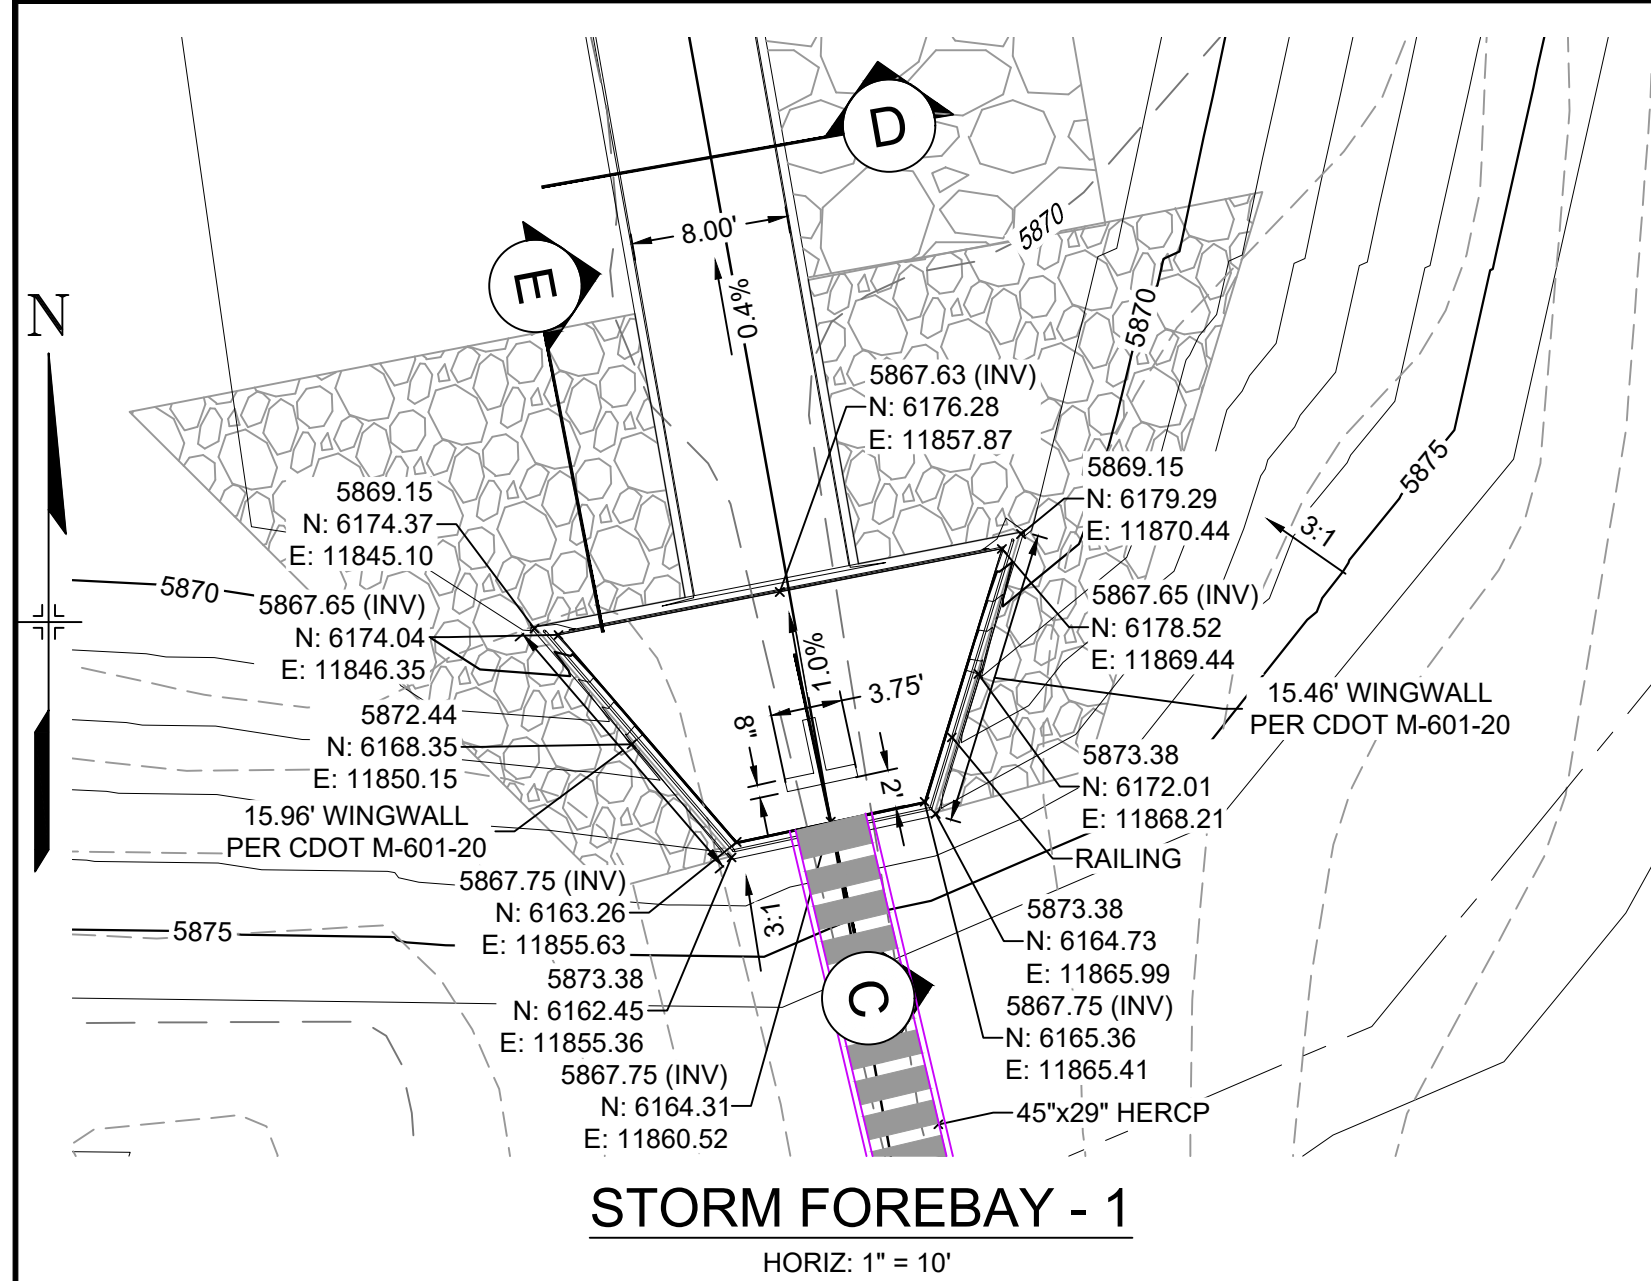 D
8.00'
5870
E
0.4%
5870
N
5867.63 (INV)
N: 6176.28
E: 11857.87
5875
5869.15
N: 6179.29
E: 11870.44
3:1
5869.15
N: 6174.37
E: 11845.10
5870
5867.65 (INV)
N: 6174.04
E: 11846.35
5867.65 (INV)
N: 6178.52
E: 11869.44
1.0%
3.75'
15.46' WINGWALL
PER CDOT M-601-20
5872.44
N: 6168.35
E: 11850.15
8"
2'
5873.38
N: 6172.01
E: 11868.21
15.96' WINGWALL
PER CDOT M-601-20
RAILING
5867.75 (INV)
N: 6163.26
E: 11855.63
3:1
5875
5873.38
N: 6164.73
E: 11865.99
5873.38
N: 6162.45
E: 11855.36
C
5867.75 (INV)
N: 6165.36
E: 11865.41
5867.75 (INV)
N: 6164.31
E: 11860.52
45"x29" HERCP
STORM FOREBAY - 1
HORIZ: 1" = 10'